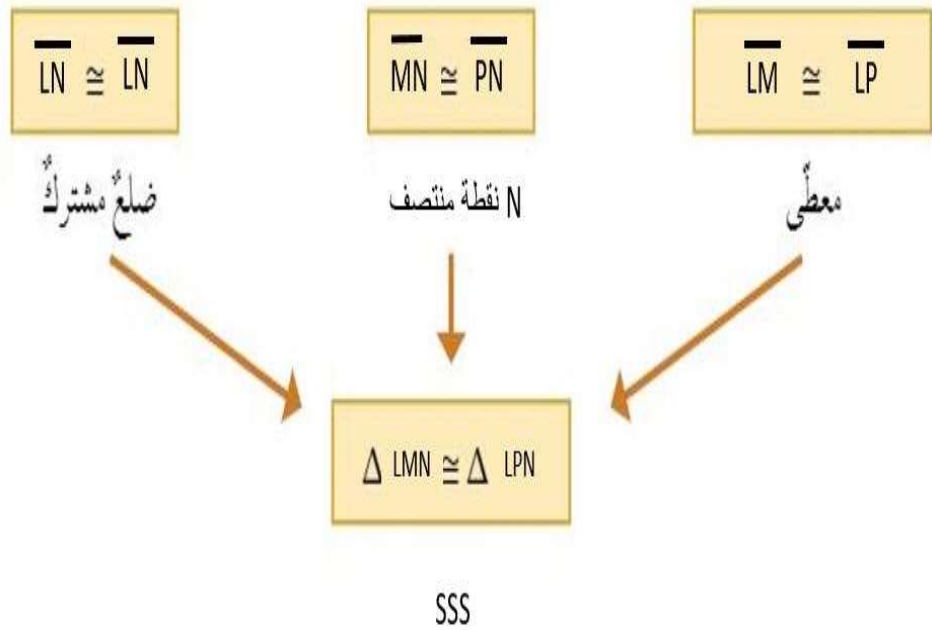 LN ≅ LN
MN ≅ PN
LM ≅ LP
ضلعٌ مشتركٌ
N نقطة منتصف
معطًى
Δ LMN ≅ Δ LPN
SSS